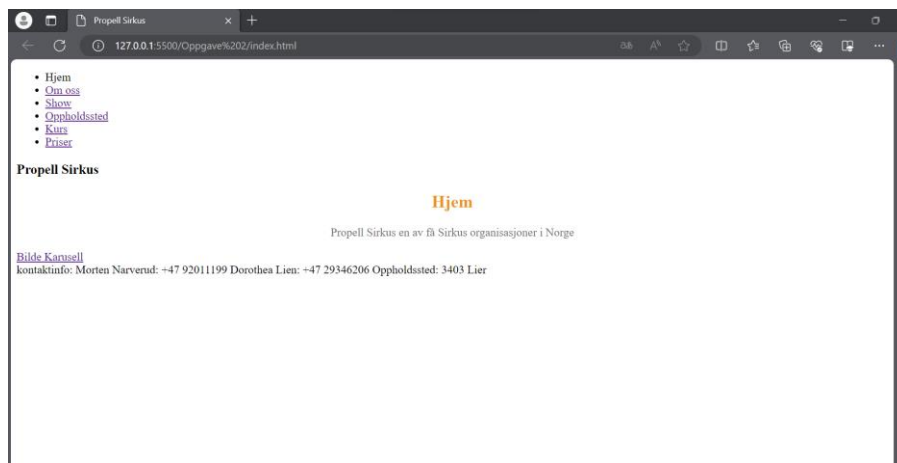 Propell Sirkus
127.0.0.1:5500/Oppgave%202/index.html
Hjem
Om oss
Show
Oppholdssted
Kurs
Priser
Propell Sirkus
Hjem
Propell Sirkus en av få Sirkus organisasjoner i Norge
Bilde Karusell
kontaktinfo: Morten Narverud: +47 92011199 Dorothea Lien: +47 29346206 Oppholdssted: 3403 Lier